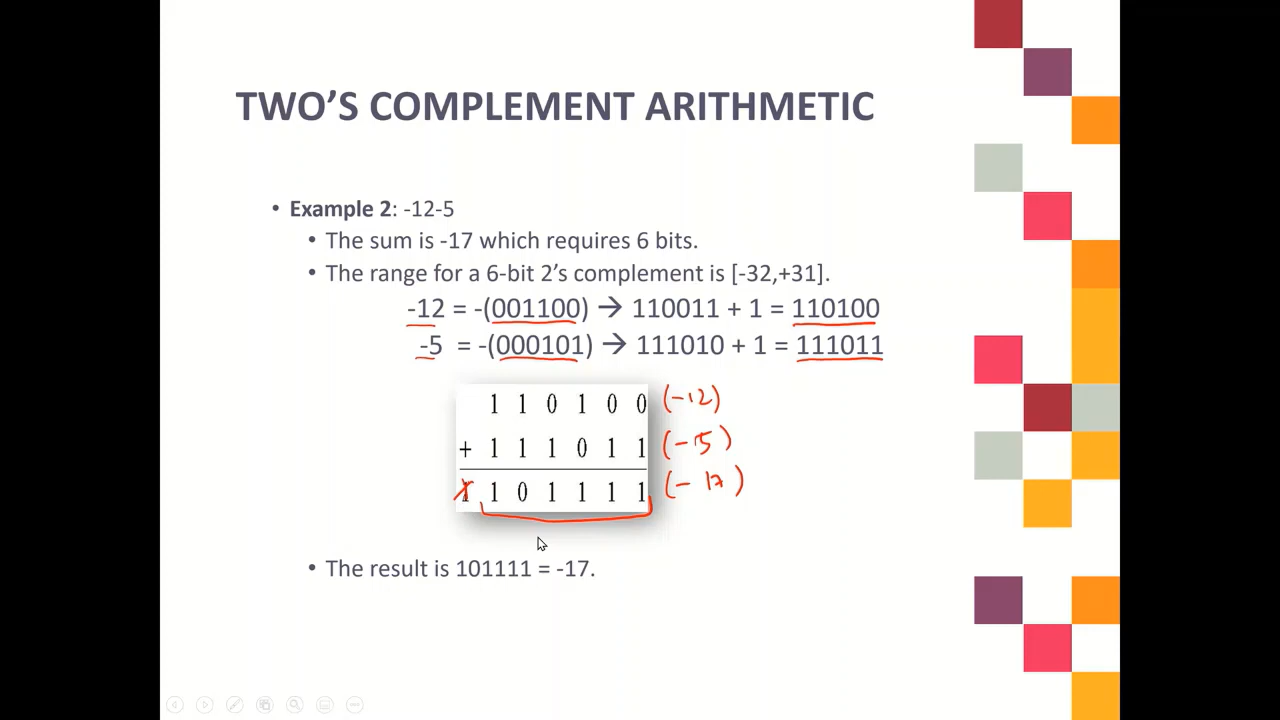 TWO'S COMPLEMENT ARITHMETIC
• Example 2: -12-5
• The sum is -17 which requires 6 bits.
• The range for a 6-bit 2's complement is [-32,+31].
-12 = -(001100) → 110011 + 1 = 110100
-5 = -(000101) → 111010 + 1 = 111011
1 1 0 1 0 0 (-12)
+ 1 1 1 0 1 1 (-5)
1 1 0 1 1 1 1 (-17)
• The result is 101111 = -17.